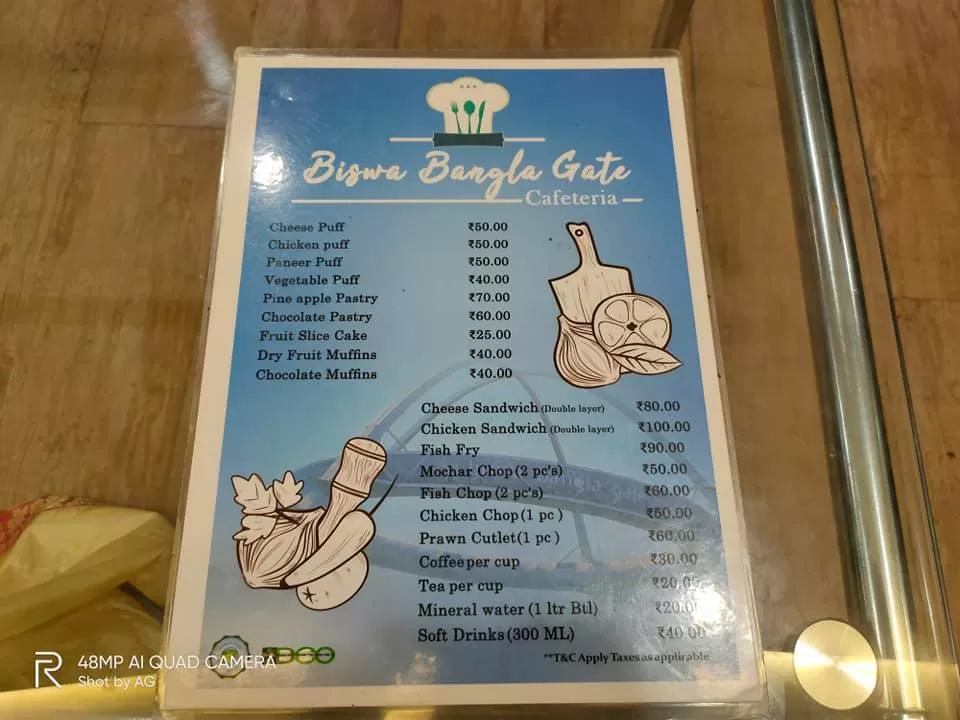 Biswa Bangla Gate
Cafeteria
Cheese Puff ₹50.00
Chicken puff ₹50.00
Paneer Puff ₹50.00
Vegetable Puff ₹40.00
Pine apple Pastry ₹70.00
Chocolate Pastry ₹60.00
Fruit Slice Cake ₹25.00
Dry Fruit Muffins ₹40.00
Chocolate Muffins ₹40.00
Cheese Sandwich (Double layer) ₹80.00
Chicken Sandwich (Double layer) ₹100.00
Fish Fry ₹90.00
Mochar Chop (2 pc's) ₹50.00
Fish Chop (2 pc's) ₹60.00
Chicken Chop (1 pc ) ₹50.00
Prawn Cutlet (1 pc ) ₹60.00
Coffee per cup ₹30.00
Tea per cup ₹20.00
Mineral water (1 ltr Btl) ₹20.00
Soft Drinks (300 ML) ₹40.00
**T&C Apply Taxes as applicable
48MP AI QUAD CAMERA
Shot by AG